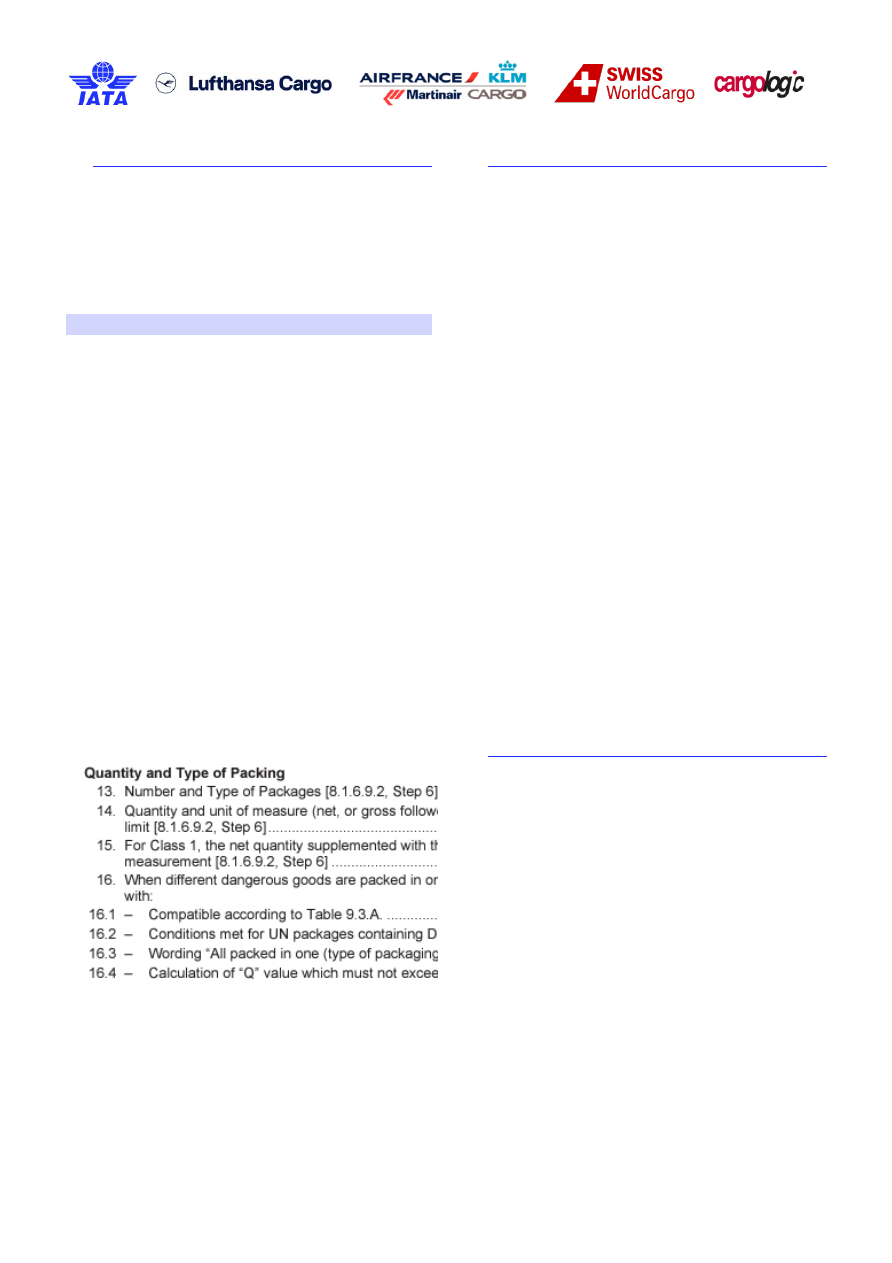 IATA
Lufthansa Cargo
AIRFRANCE KLM
Martinair CARGO
SWISS
WorldCargo
cargologic
Quantity and Type of Packing
13. Number and Type of Packages [8.1.6.9.2, Step 6]
14. Quantity and unit of measure (net, or gross follow
limit [8.1.6.9.2, Step 6]...........................................
15. For Class 1, the net quantity supplemented with th
measurement [8.1.6.9.2, Step 6] ...........................
16. When different dangerous goods are packed in or
with:
16.1 – Compatible according to Table 9.3.A. .............
16.2 – Conditions met for UN packages containing D
16.3 – Wording “All packed in one (type of packaging
16.4 – Calculation of “Q” value which must not excee